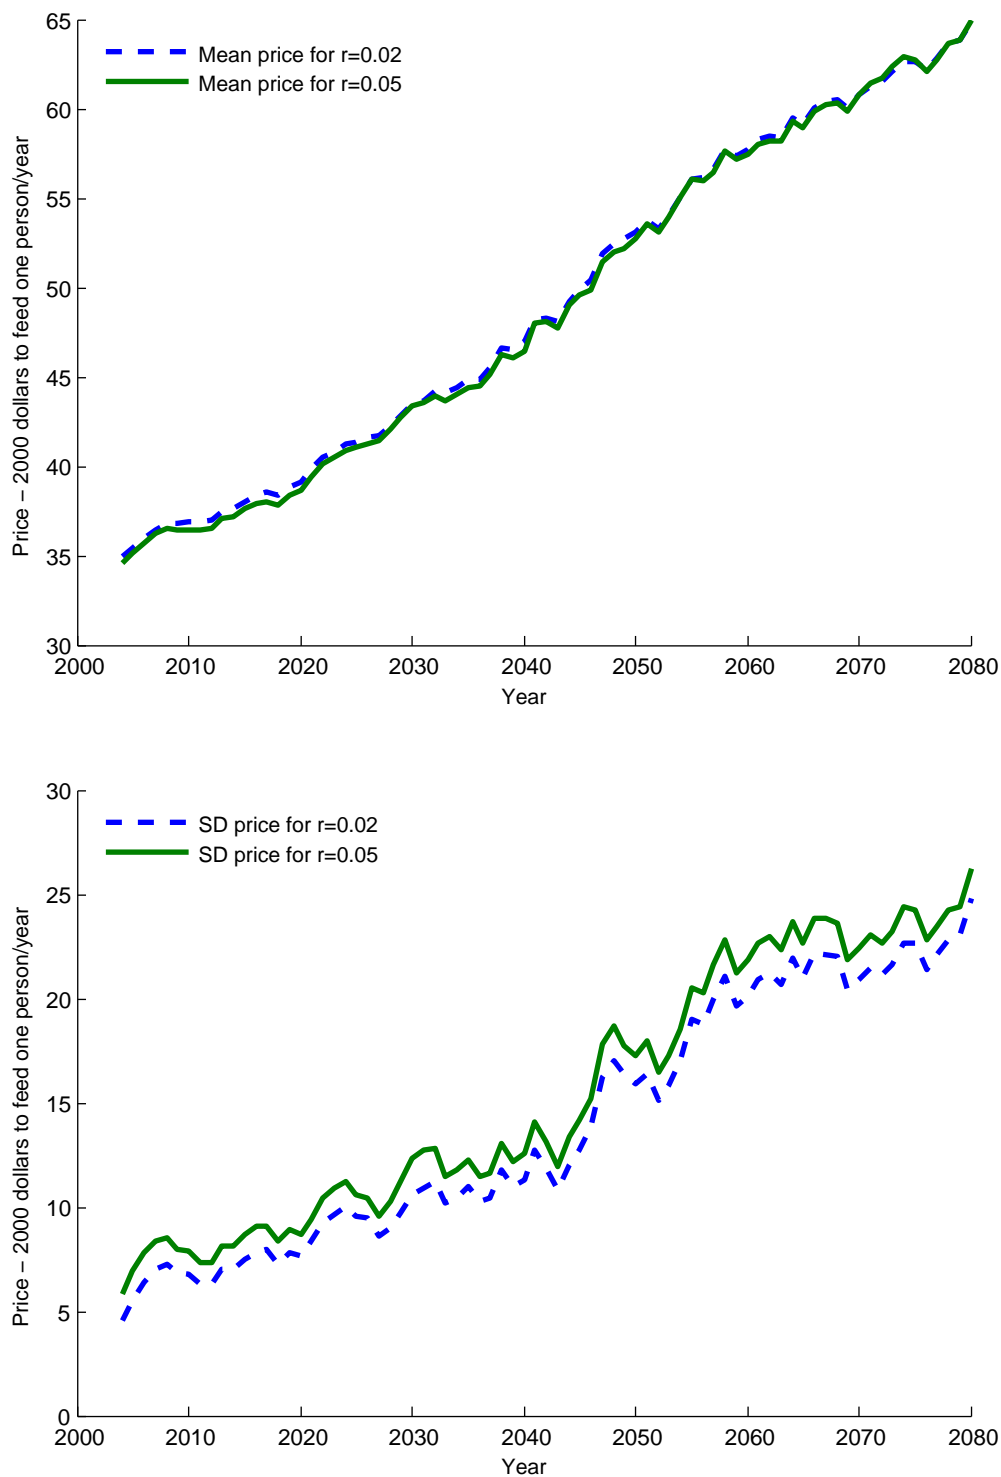 65
60
55
50
45
40
35
30
Price − 2000 dollars to feed one person/year
Mean price for r=0.02
Mean price for r=0.05
2000 2010 2020 2030 2040 2050 2060 2070 2080
Year
30
25
20
15
10
5
0
Price − 2000 dollars to feed one person/year
SD price for r=0.02
SD price for r=0.05
2000 2010 2020 2030 2040 2050 2060 2070 2080
Year